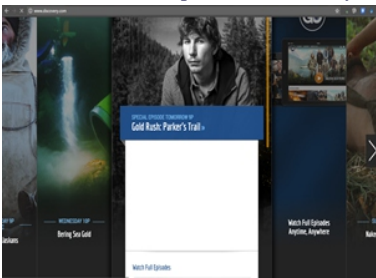 www.discovery.com
GO
SPECIAL EPISODE TOMORROW 9P
Gold Rush: Parker's Trail »
WEDNESDAY 10P
Bering Sea Gold
Watch Full Episodes
Anytime, Anywhere
Watch Full Episodes